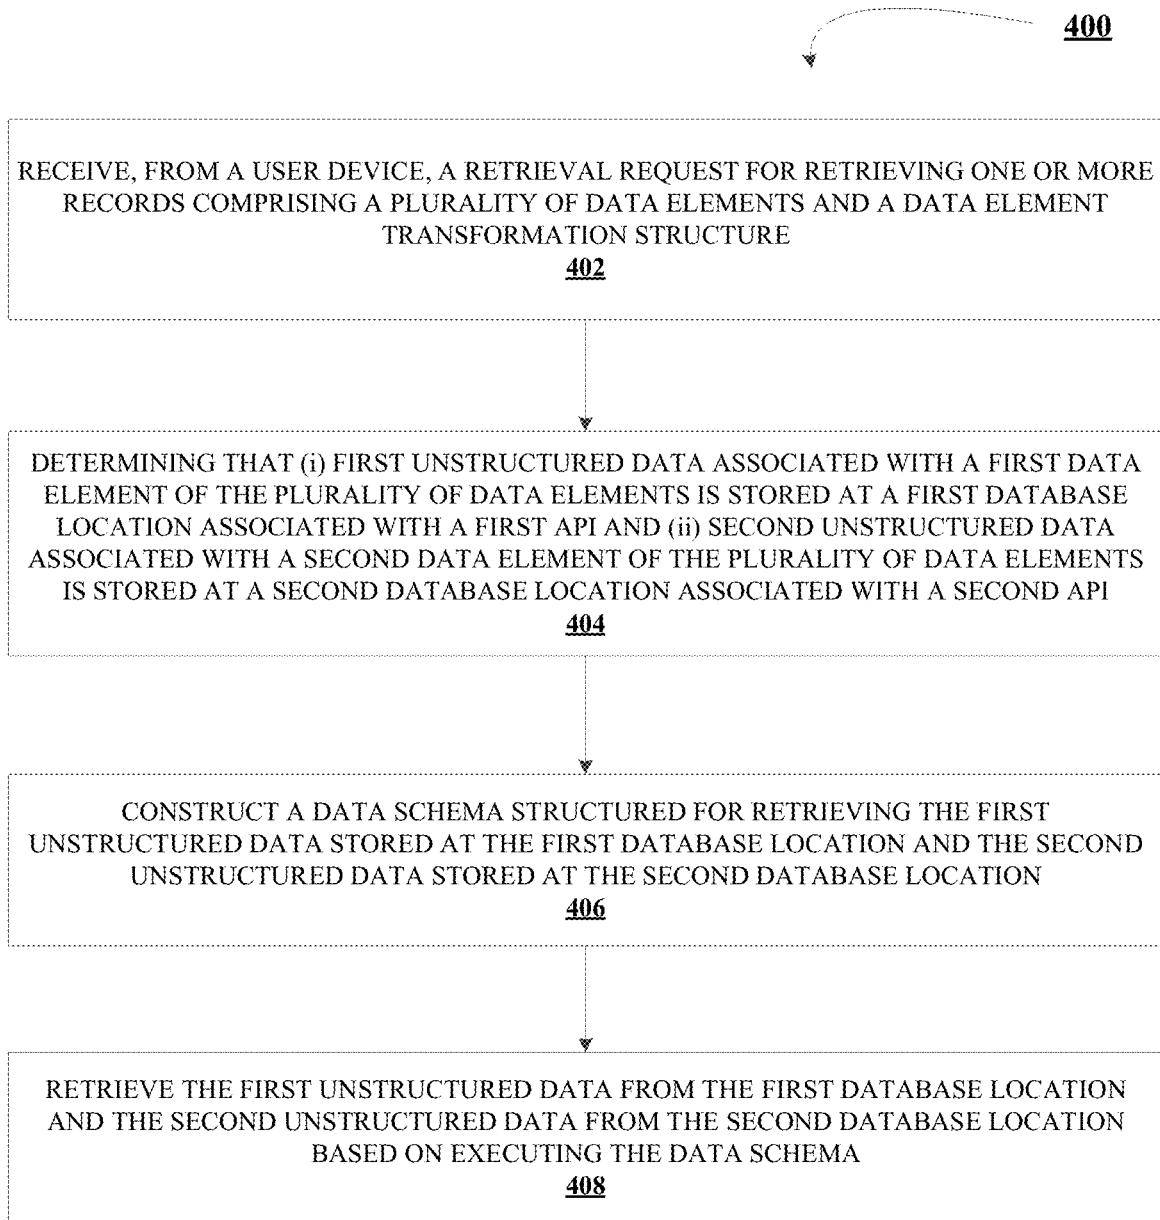 400
RECEIVE, FROM A USER DEVICE, A RETRIEVAL REQUEST FOR RETRIEVING ONE OR MORE
RECORDS COMPRISING A PLURALITY OF DATA ELEMENTS AND A DATA ELEMENT
TRANSFORMATION STRUCTURE
402
DETERMINING THAT (i) FIRST UNSTRUCTURED DATA ASSOCIATED WITH A FIRST DATA
ELEMENT OF THE PLURALITY OF DATA ELEMENTS IS STORED AT A FIRST DATABASE
LOCATION ASSOCIATED WITH A FIRST API AND (ii) SECOND UNSTRUCTURED DATA
ASSOCIATED WITH A SECOND DATA ELEMENT OF THE PLURALITY OF DATA ELEMENTS
IS STORED AT A SECOND DATABASE LOCATION ASSOCIATED WITH A SECOND API
404
CONSTRUCT A DATA SCHEMA STRUCTURED FOR RETRIEVING THE FIRST
UNSTRUCTURED DATA STORED AT THE FIRST DATABASE LOCATION AND THE SECOND
UNSTRUCTURED DATA STORED AT THE SECOND DATABASE LOCATION
406
RETRIEVE THE FIRST UNSTRUCTURED DATA FROM THE FIRST DATABASE LOCATION
AND THE SECOND UNSTRUCTURED DATA FROM THE SECOND DATABASE LOCATION
BASED ON EXECUTING THE DATA SCHEMA
408